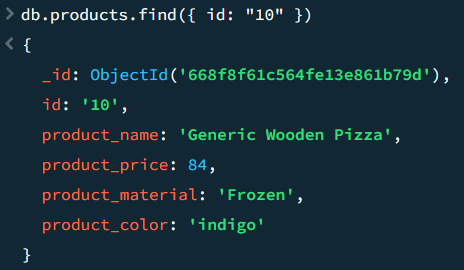 > db.products.find({ id: "10" })
< {
_id: ObjectId('668f8f61c564fe13e861b79d'),
id: '10',
product_name: 'Generic Wooden Pizza',
product_price: 84,
product_material: 'Frozen',
product_color: 'indigo'
}